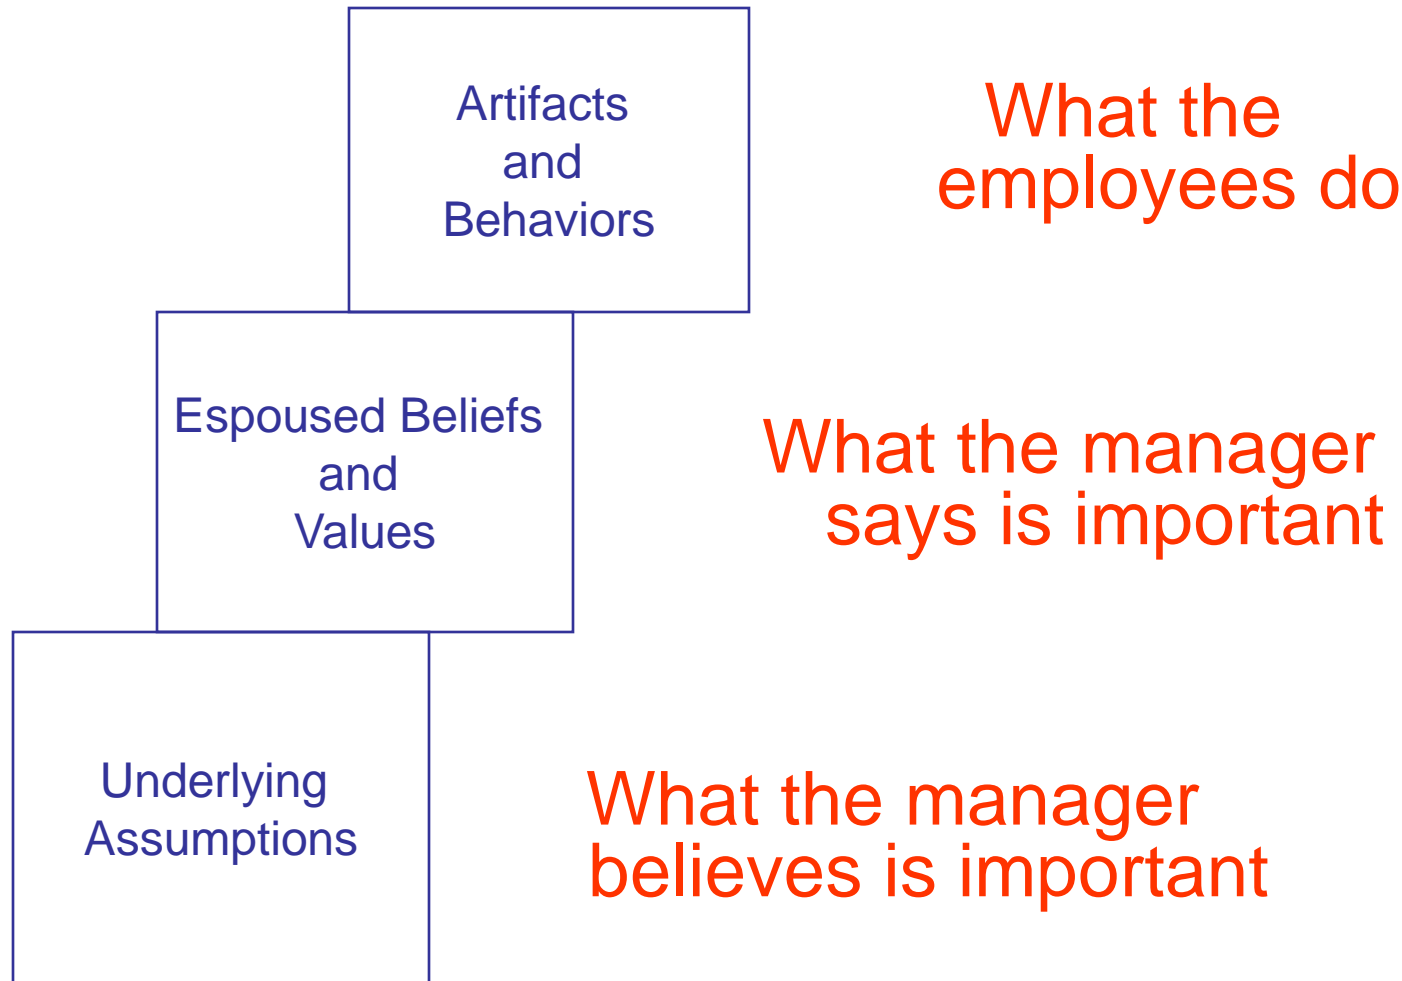 Artifacts
and
Behaviors
What the
employees do
Espoused Beliefs
and
Values
What the manager
says is important
Underlying
Assumptions
What the manager
believes is important